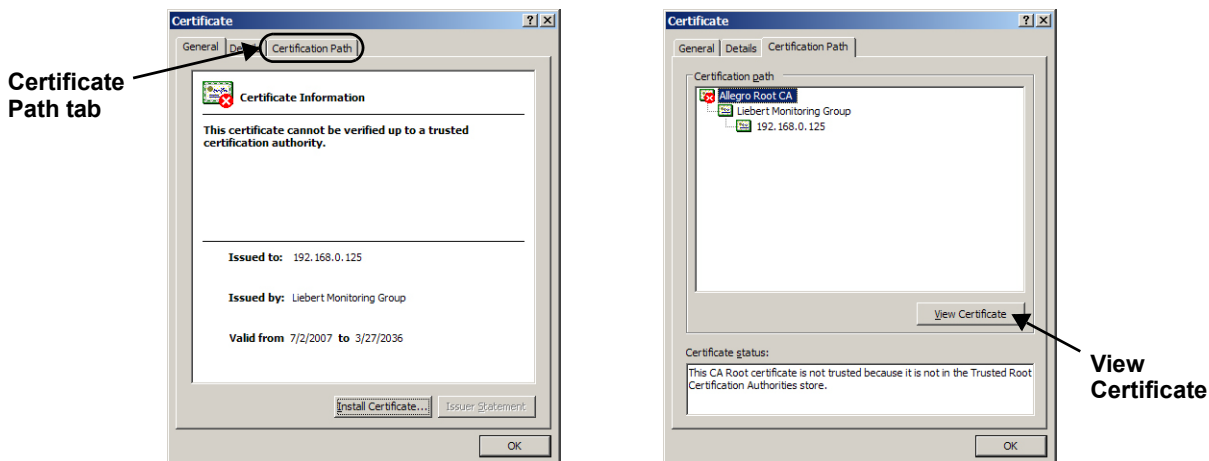 Certificate
General
Details
Certification Path
Certificate
Path tab
Certificate Information
This certificate cannot be verified up to a trusted
certification authority.
Issued to: 192.168.0.125
Issued by: Liebert Monitoring Group
Valid from 7/2/2007 to 3/27/2036
Install Certificate...
Issuer Statement
OK
Certificate
General
Details
Certification Path
Certification path
Allegro Root CA
Liebert Monitoring Group
192.168.0.125
View Certificate
View
Certificate
Certificate status:
This CA Root certificate is not trusted because it is not in the Trusted Root
Certification Authorities store.
OK